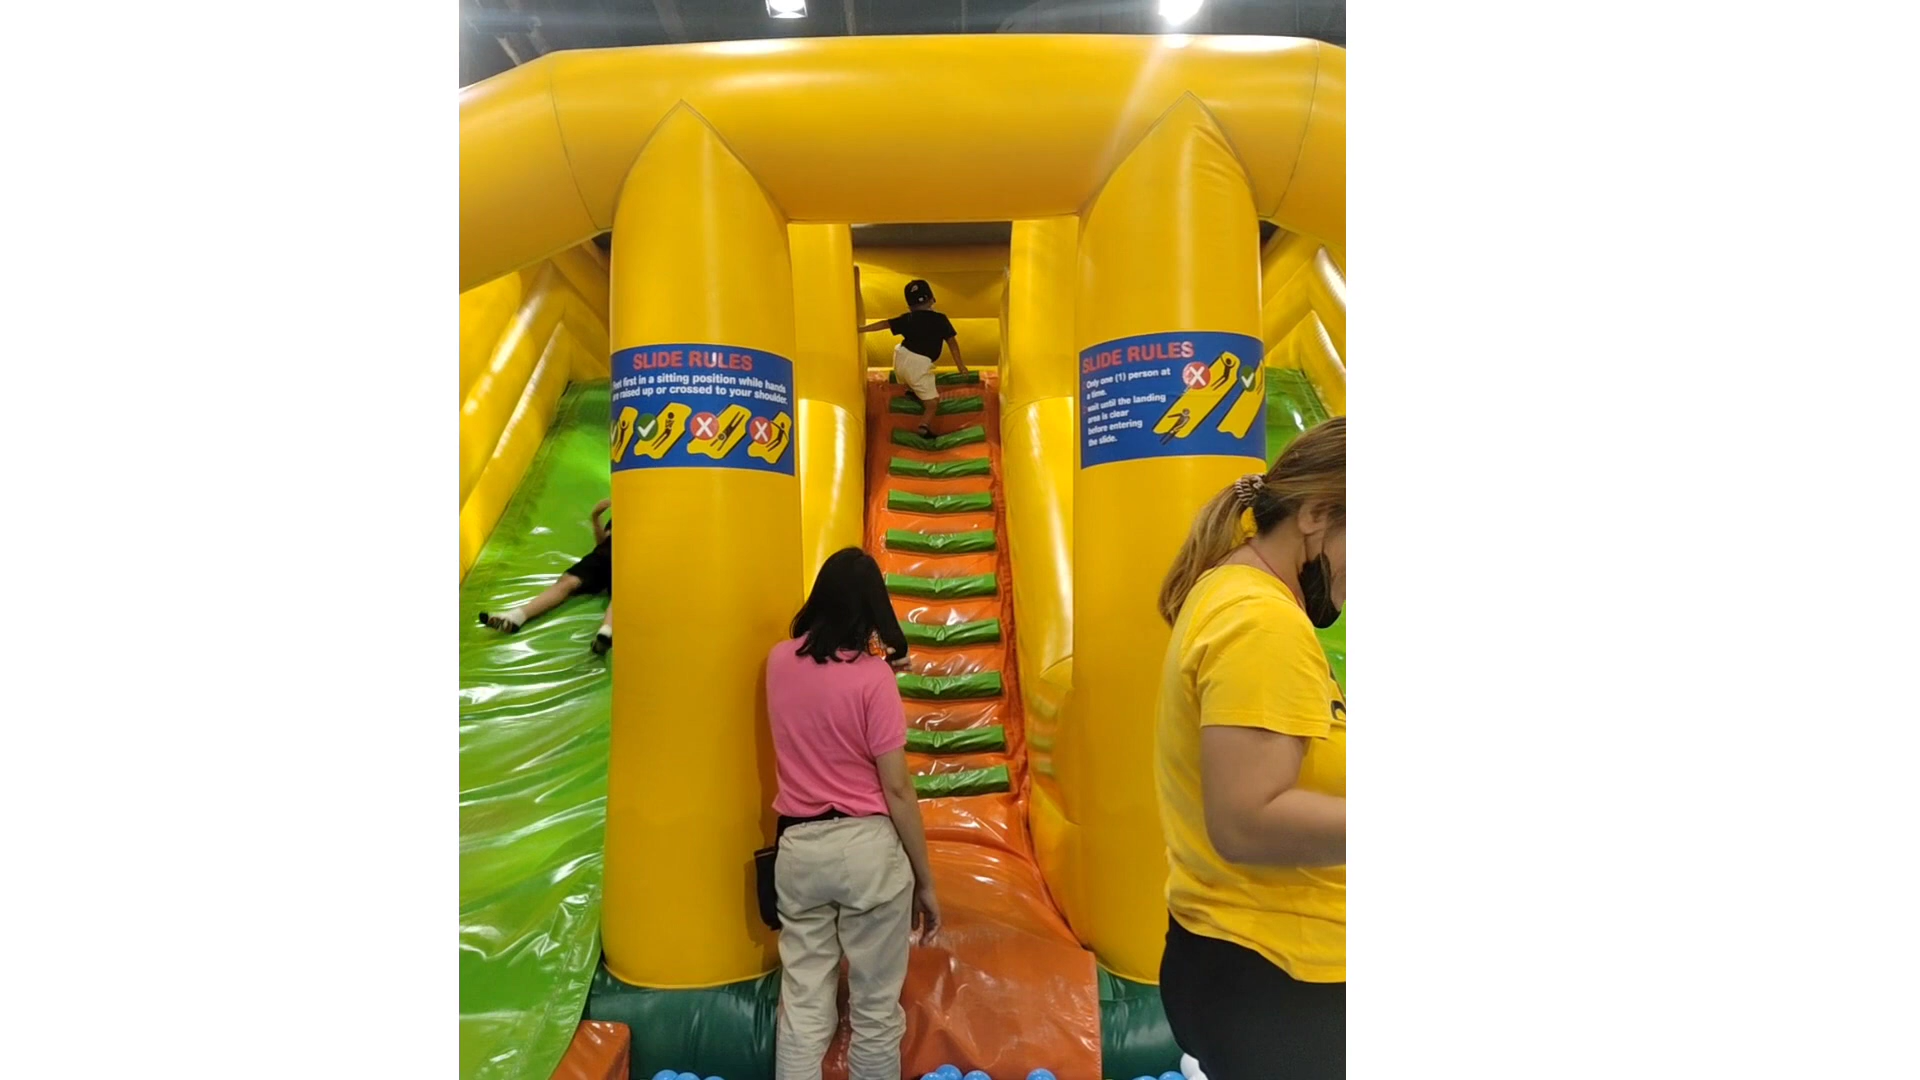 SLIDE RULES
first in a sitting position while hands
raised up or crossed to your shoulder.
SLIDE RULES
Only one (1) person at
a time.
wait until the landing
area is clear
before entering
the slide.